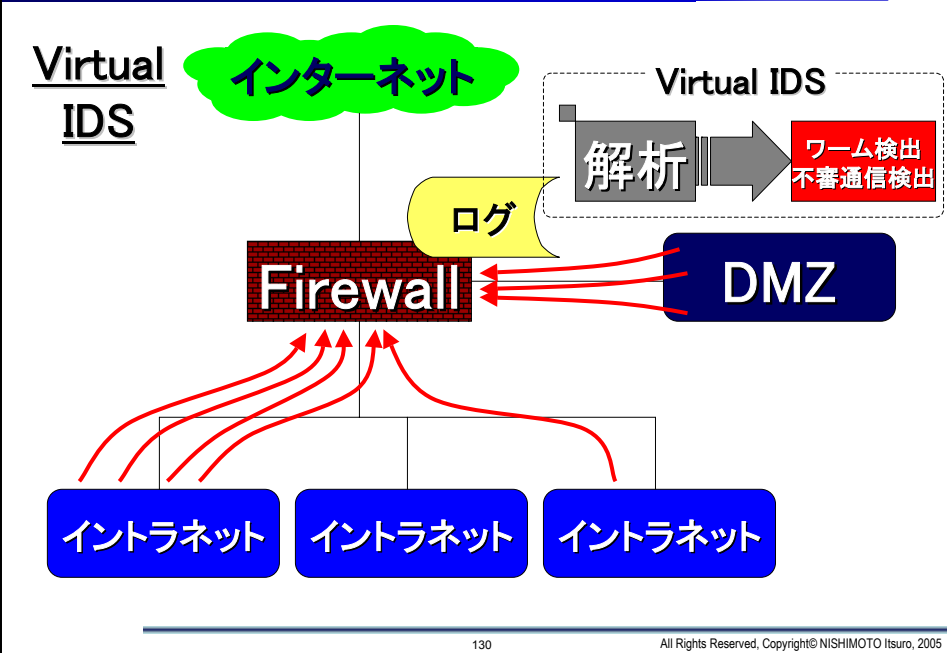 Virtual
IDS
インターネット
Virtual IDS
解析
ワーム検出
不審通信検出
ログ
Firewall
DMZ
イントラネット
イントラネット
イントラネット
130
All Rights Reserved, Copyright© NISHIMOTO Itsuro, 2005